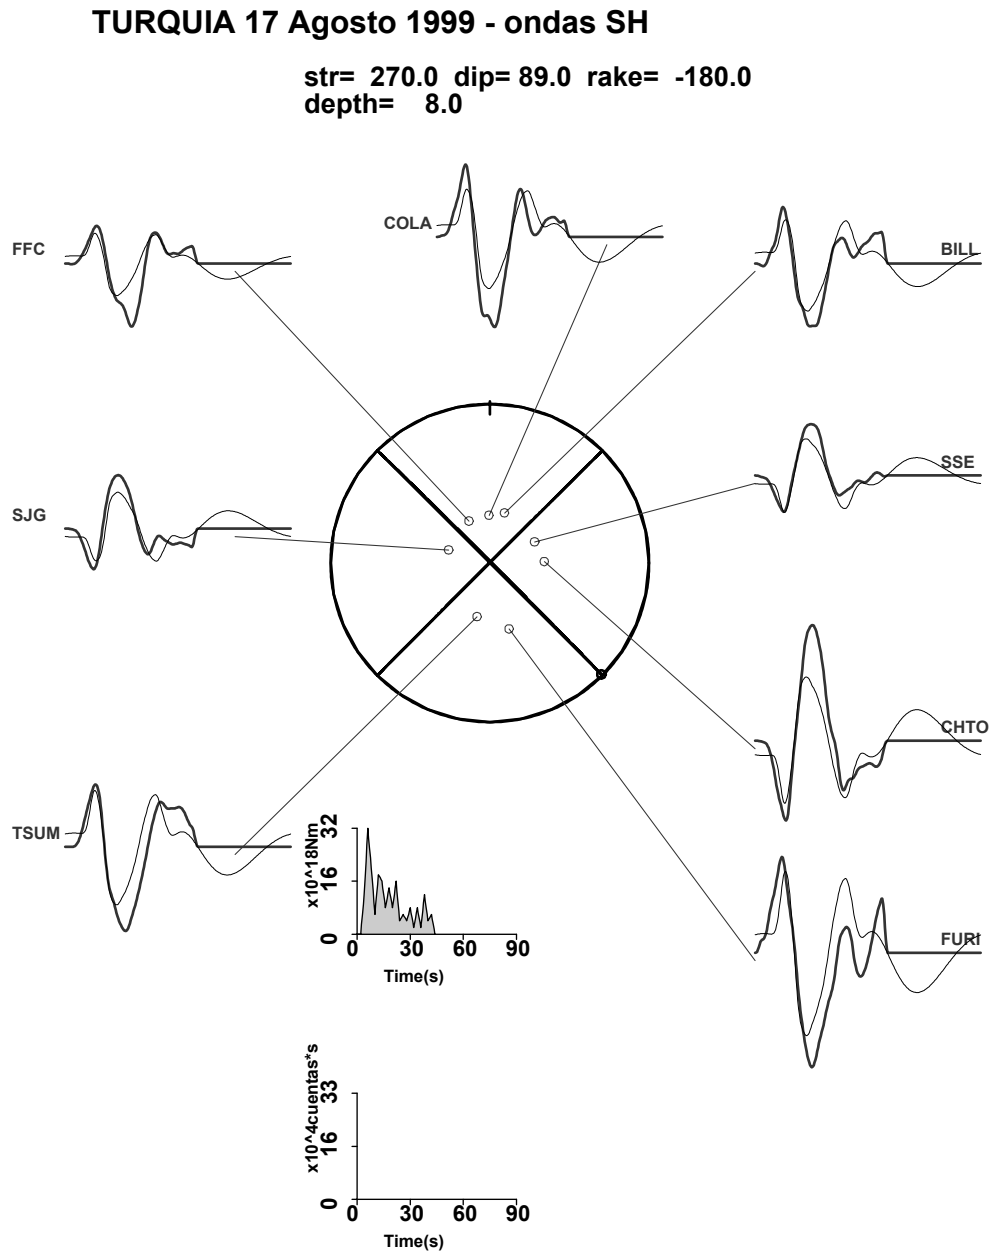 TURQUIA 17 Agosto 1999 - ondas SH
str= 270.0 dip= 89.0 rake= -180.0
depth= 8.0
COLA
FFC
BILL
SSE
SJG
CHTO
TSUM
FURI
x10^18Nm
32
16
0
0 30 60 90
Time(s)
x10^4cuentas*s
33
16
0
0 30 60 90
Time(s)